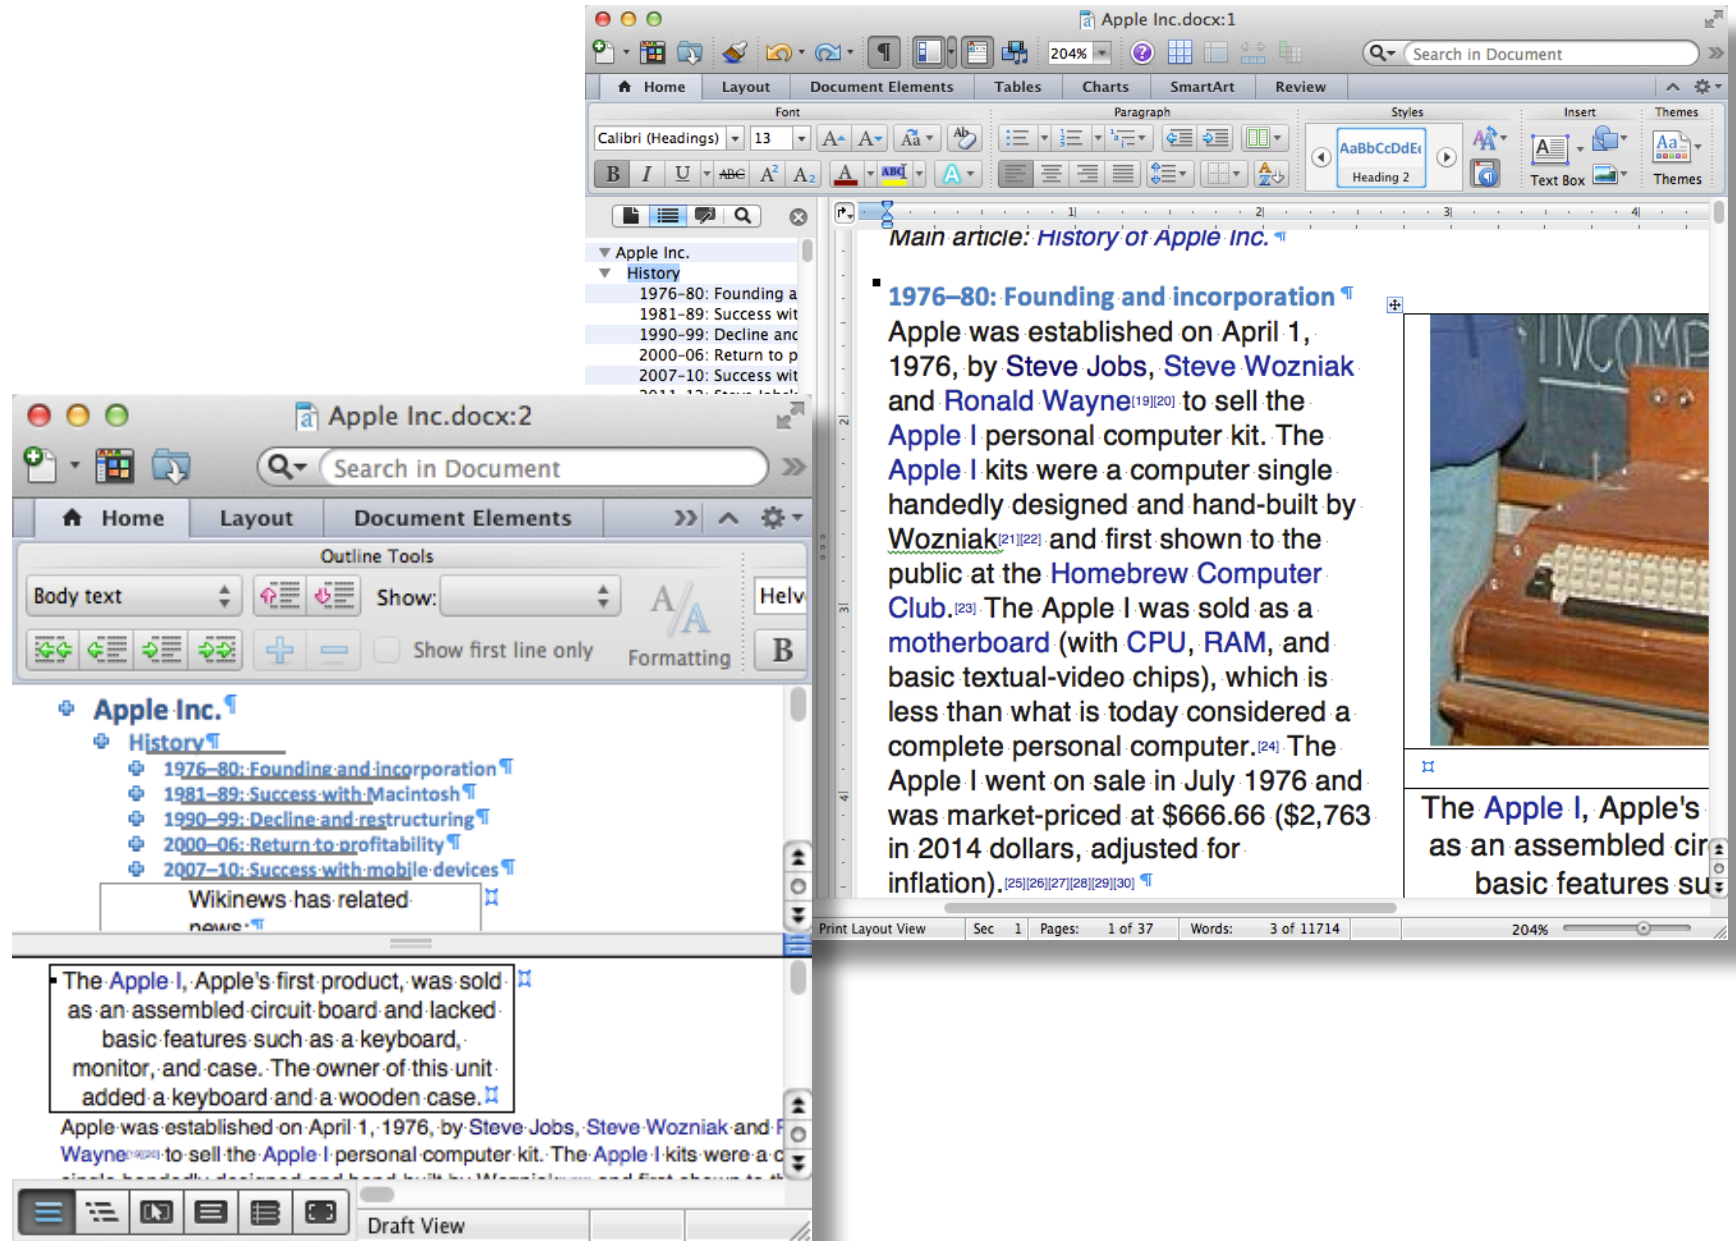 Apple Inc.docx:1
204%
Search in Document
Home Layout Document Elements Tables Charts SmartArt Review
Font Paragraph Styles Insert Themes
Calibri (Headings) 13
AaBbCcDdEe
Heading 2
Text Box
Themes
Apple Inc.
History
1976-80: Founding a
1981-89: Success wit
1990-99: Decline and
2000-06: Return to p
2007-10: Success wit
Main article: History of Apple Inc.
1976–80: Founding and incorporation
Apple was established on April 1,
1976, by Steve Jobs, Steve Wozniak
and Ronald Wayne[19][20] to sell the
Apple I personal computer kit. The
Apple I kits were a computer single
handedly designed and hand-built by
Wozniak[21][22] and first shown to the
public at the Homebrew Computer
Club.[23] The Apple I was sold as a
motherboard (with CPU, RAM, and
basic textual-video chips), which is
less than what is today considered a
complete personal computer.[24] The
Apple I went on sale in July 1976 and
was market-priced at $666.66 ($2,763
in 2014 dollars, adjusted for
inflation).[25][26][27][28][29][30]
INCOMP
The Apple I, Apple's
as an assembled cir
basic features su
Print Layout View Sec 1 Pages: 1 of 37 Words: 3 of 11714 204%
Apple Inc.docx:2
Search in Document
Home Layout Document Elements
Outline Tools
Body text Show: Helv
Show first line only Formatting B
Apple Inc.
History
1976–80: Founding and incorporation
1981–89: Success with Macintosh
1990–99: Decline and restructuring
2000–06: Return to profitability
2007–10: Success with mobile devices
Wikinews has related
news:
The Apple I, Apple's first product, was sold
as an assembled circuit board and lacked
basic features such as a keyboard,
monitor, and case. The owner of this unit
added a keyboard and a wooden case.
Apple was established on April 1, 1976, by Steve Jobs, Steve Wozniak and
Wayne[19][20] to sell the Apple I personal computer kit. The Apple I kits were a c
Draft View